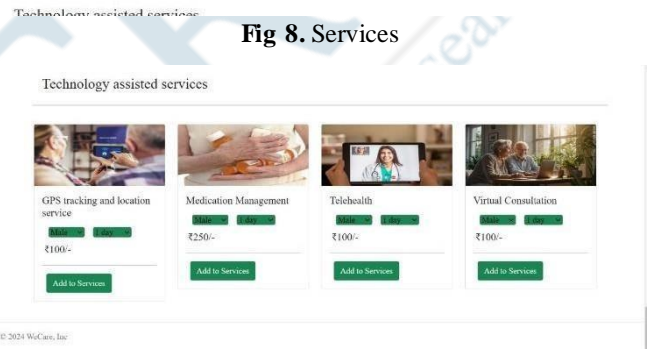 Technology assisted services
Fig 8. Services
Technology assisted services
GPS tracking and location
service
Male 1 day
₹100/-
Add to Services
Medication Management
Male 1 day
₹250/-
Add to Services
Telehealth
Male 1 day
₹100/-
Add to Services
Virtual Consultation
Male 1 day
₹100/-
Add to Services
© 2024 WeCare, Inc